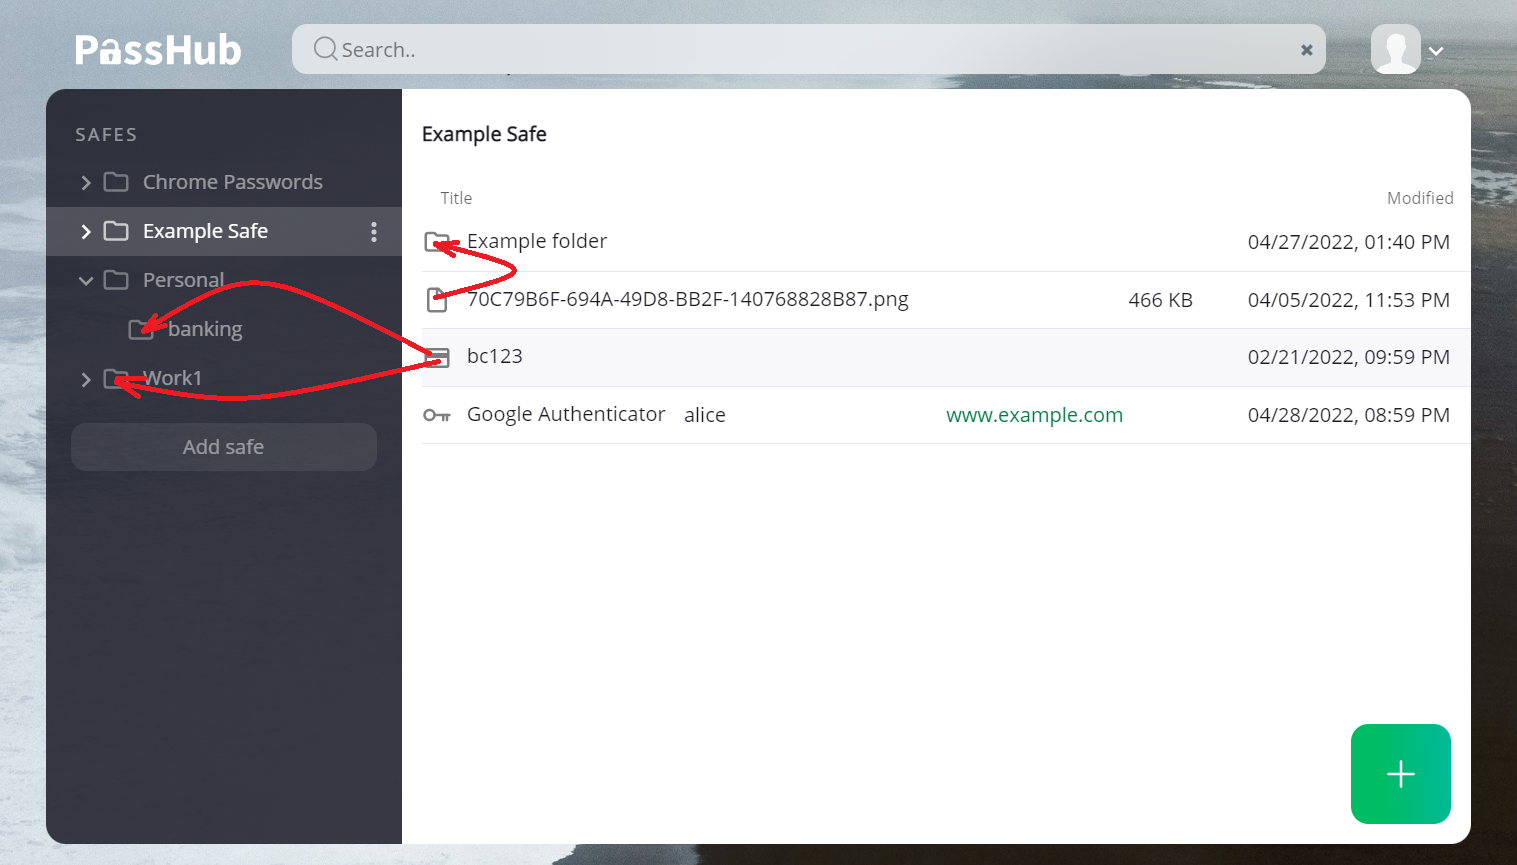 PassHub
Search..
SAFES
Chrome Passwords
Example Safe
Personal
banking
Work1
Add safe
Example Safe
Title Modified
Example folder 04/27/2022, 01:40 PM
70C79B6F-694A-49D8-BB2F-140768828B87.png 466 KB 04/05/2022, 11:53 PM
bc123 02/21/2022, 09:59 PM
Google Authenticator alice www.example.com 04/28/2022, 08:59 PM